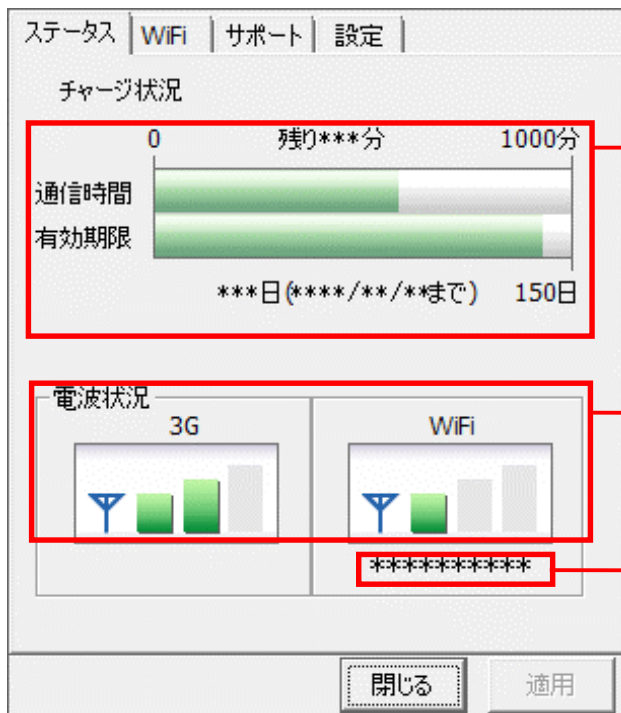 ステータス WiFi サポート 設定
チャージ状況
0 残り***分 1000分
通信時間
有効期限
***日(****/**/**まで) 150日
電波状況
3G WiFi
**********
閉じる 適用